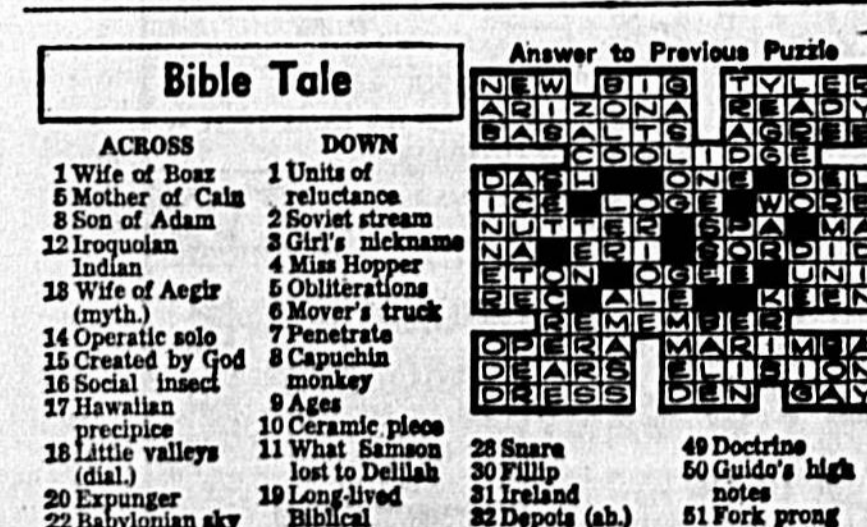 Bible Tale
ACROSS
1 Wife of Boaz
5 Mother of Cain
8 Son of Adam
12 Iroquoian
Indian
13 Wife of Aegir
(myth.)
14 Operatic solo
15 Created by God
16 Social insect
17 Hawaiian
precipice
18 Little valleys
(dial.)
20 Expunger
22 Babylonian sky
DOWN
1 Units of
reluctance
2 Soviet stream
3 Girl's nickname
4 Miss Hopper
5 Obliterations
6 Mover's truck
7 Penetrate
8 Capuchin
monkey
9 Ages
10 Ceramic piece
11 What Samson
lost to Delilah
19 Long-lived
Biblical
Answer to Previous Puzzle
NEW BIG TYLER
ARIZONA READY
BASALTS AGREE
COOLIDGE
DASH ONE DEL
ICE LOGE WORE
NUTTER SPA MA
NA ERI SORDID
ETON OGEE UNI
REC ALE KEEN
REMEMBER
OPERA MARIMBA
DEARS ELISION
DRESS DEN GAY
28 Snare
30 Fillip
31 Ireland
32 Depots (ab.)
49 Doctrine
50 Guido's high
notes
51 Fork prong